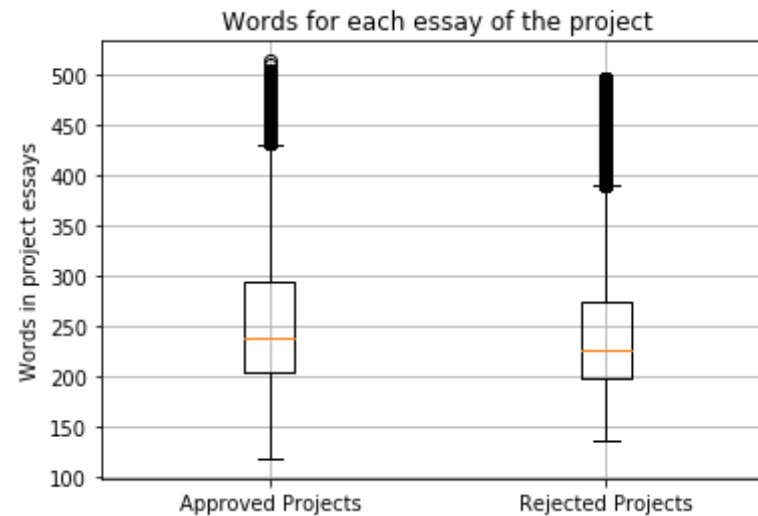 Words for each essay of the project
Words in project essays
500
450
400
350
300
250
200
150
100
Approved Projects
Rejected Projects